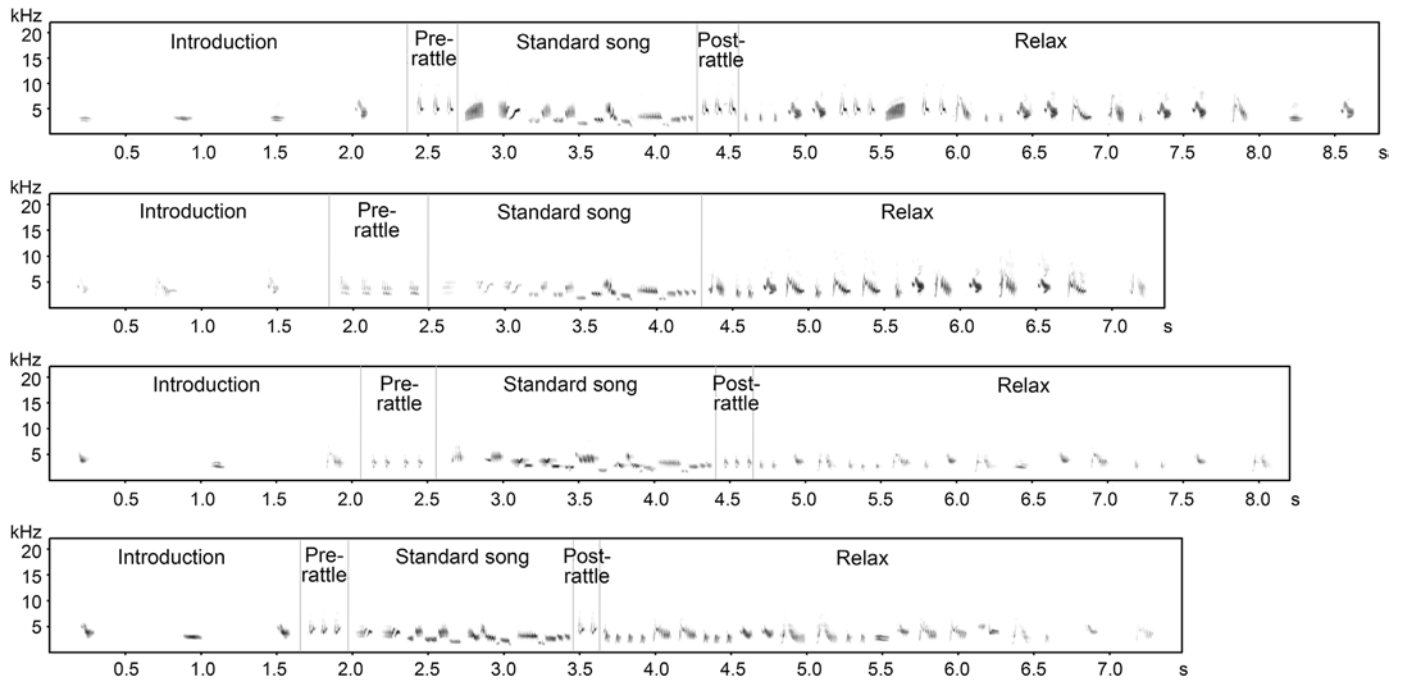 kHz
20
15
10
5
Introduction
Pre-
rattle
Standard song
Post-
rattle
Relax
0.5 1.0 1.5 2.0 2.5 3.0 3.5 4.0 4.5 5.0 5.5 6.0 6.5 7.0 7.5 8.0 8.5 s
kHz
20
15
10
5
Introduction
Pre-
rattle
Standard song
Relax
0.5 1.0 1.5 2.0 2.5 3.0 3.5 4.0 4.5 5.0 5.5 6.0 6.5 7.0 s
kHz
20
15
10
5
Introduction
Pre-
rattle
Standard song
Post-
rattle
Relax
0.5 1.0 1.5 2.0 2.5 3.0 3.5 4.0 4.5 5.0 5.5 6.0 6.5 7.0 7.5 8.0 s
kHz
20
15
10
5
Introduction
Pre-
rattle
Standard song
Post-
rattle
Relax
0.5 1.0 1.5 2.0 2.5 3.0 3.5 4.0 4.5 5.0 5.5 6.0 6.5 7.0 s